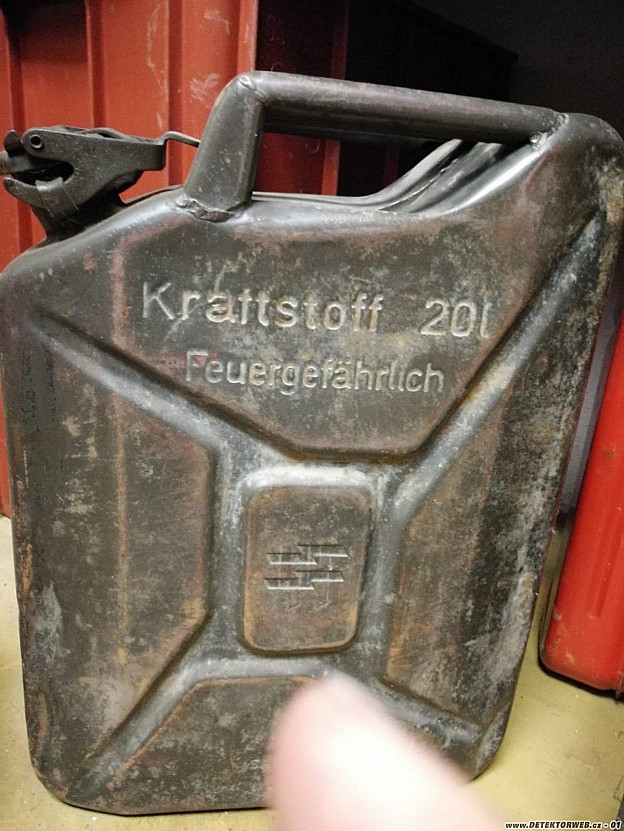 Kraftstoff 20l
Feuergefährlich
www.DETEKTORWEB.cz - 01